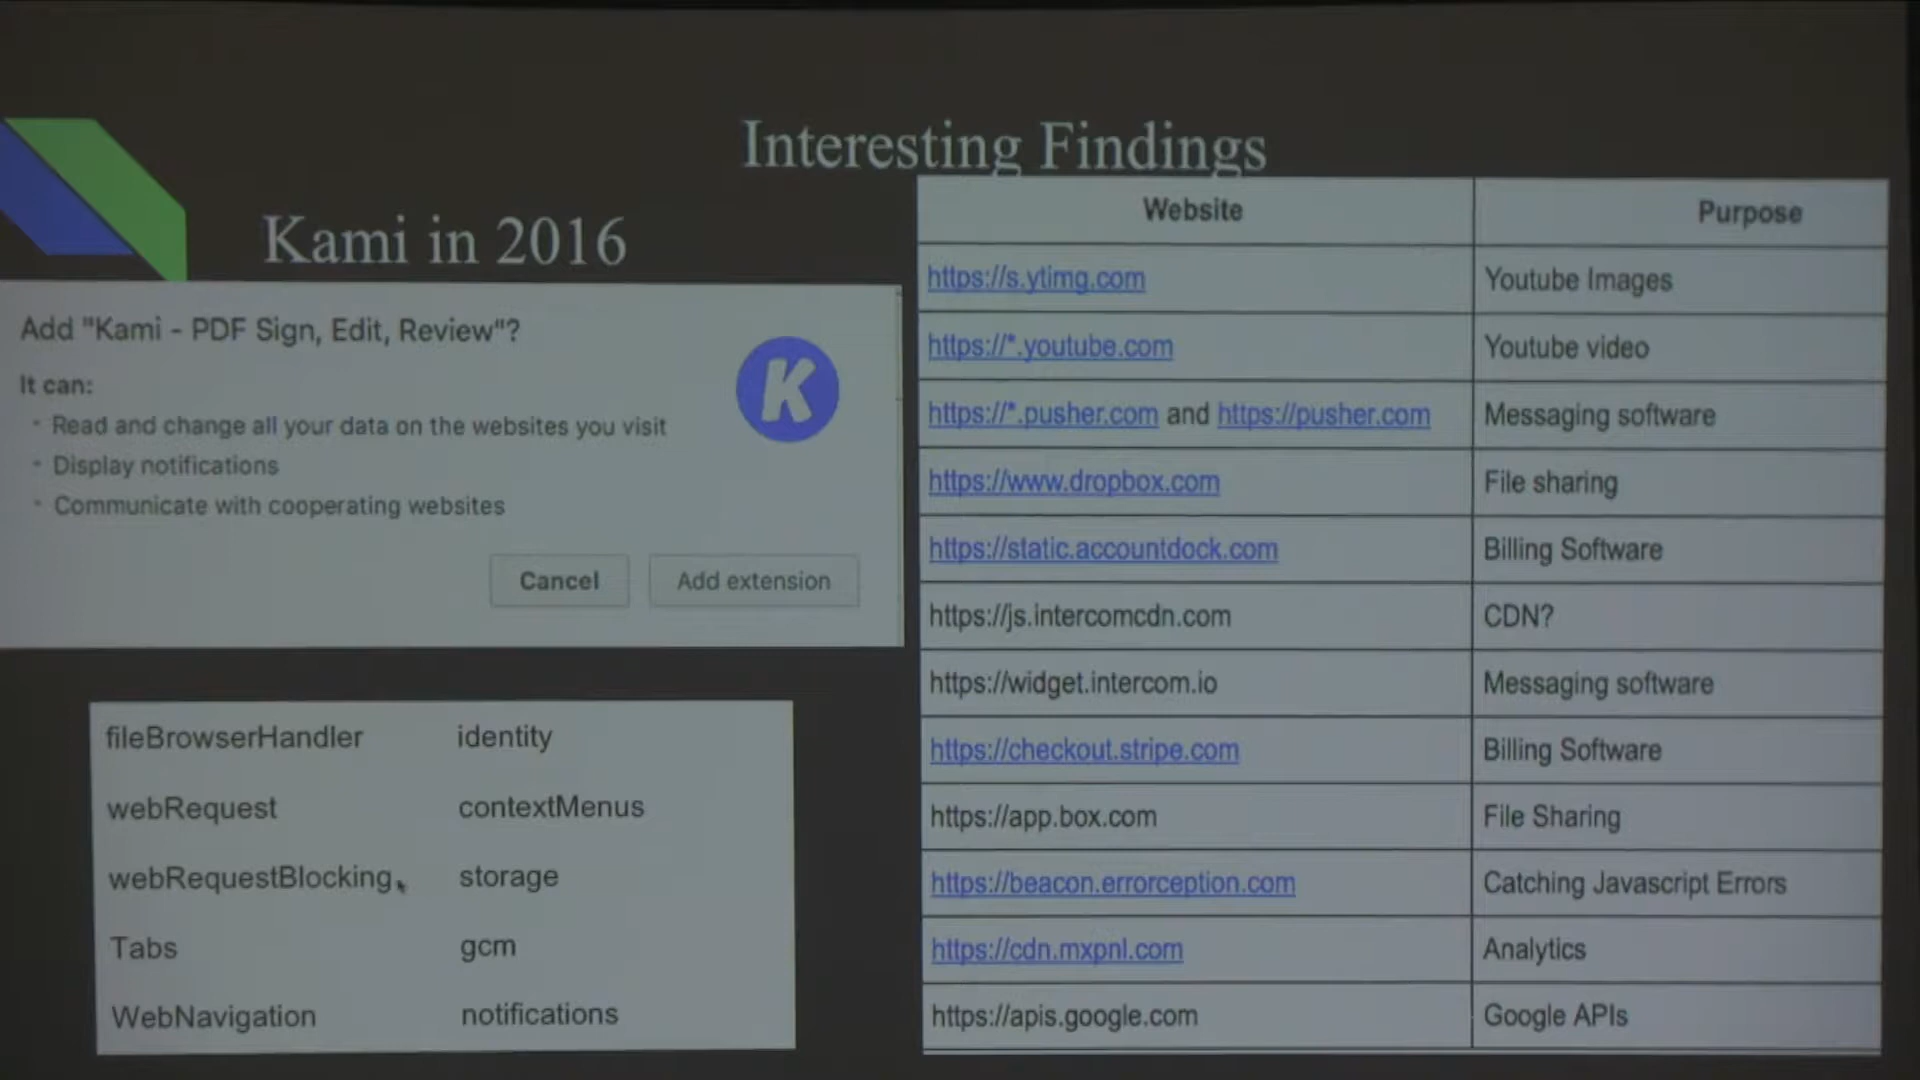 Interesting Findings
Kami in 2016
Add "Kami - PDF Sign, Edit, Review"?
It can:
· Read and change all your data on the websites you visit
· Display notifications
· Communicate with cooperating websites
K
Cancel Add extension
fileBrowserHandler identity
webRequest contextMenus
webRequestBlocking storage
Tabs gcm
WebNavigation notifications
Website Purpose
https://s.ytimg.com Youtube Images
https://*.youtube.com Youtube video
https://*.pusher.com and https://pusher.com Messaging software
https://www.dropbox.com File sharing
https://static.accountdock.com Billing Software
https://js.intercomcdn.com CDN?
https://widget.intercom.io Messaging software
https://checkout.stripe.com Billing Software
https://app.box.com File Sharing
https://beacon.errorception.com Catching Javascript Errors
https://cdn.mxpnl.com Analytics
https://apis.google.com Google APIs